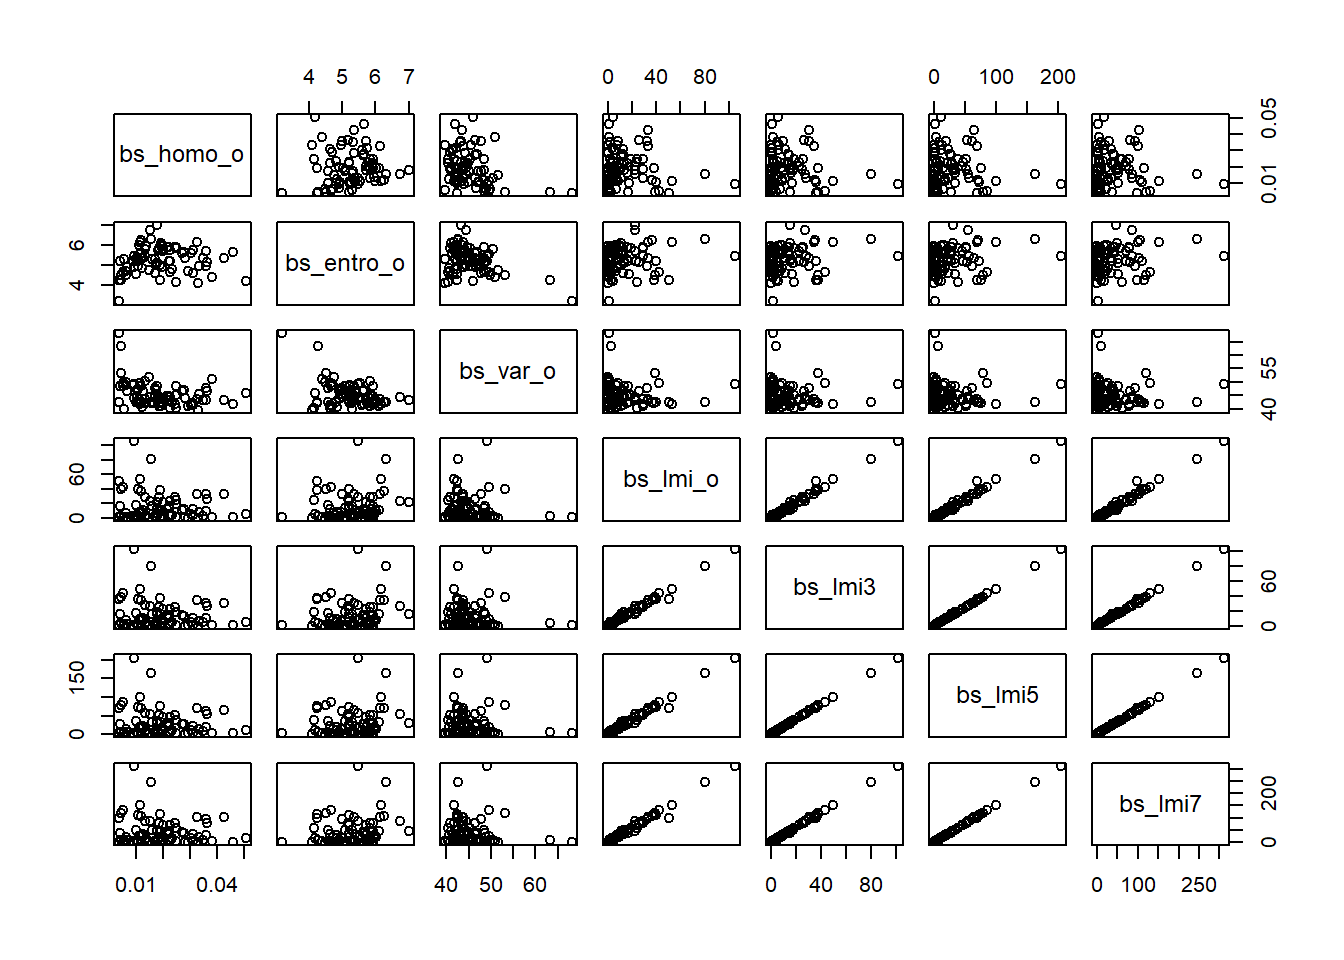 4 5 6 7 0 40 80 0 100 200
bs_homo_o 0.01 0.05
4 6 bs_entro_o
bs_var_o 40 55
0 60 bs_lmi_o
bs_lmi3 0 60
0 150 bs_lmi5
bs_lmi7 0 200
0.01 0.04 40 50 60 0 40 80 0 100 250